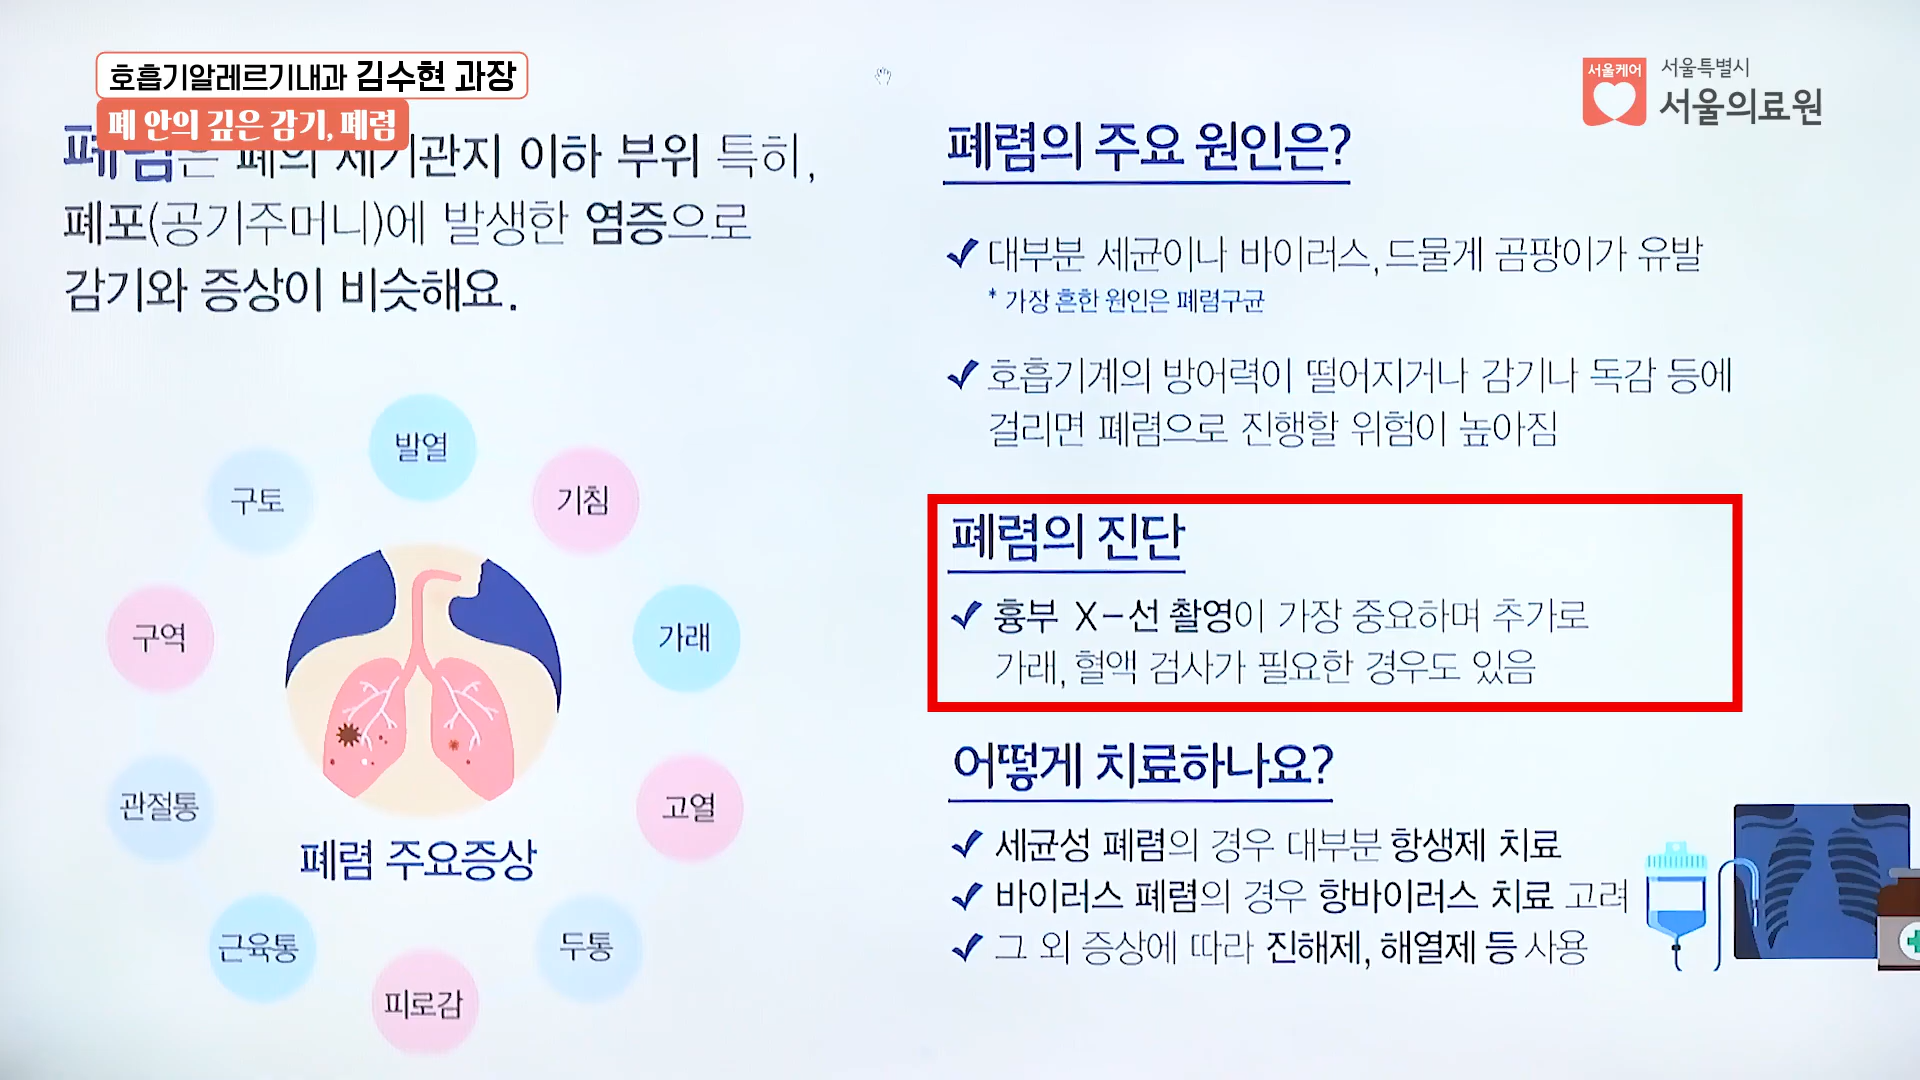 호흡기알레르기내과 김수현 과장
폐 안의 깊은 감기, 폐렴
서울케어
서울특별시
서울의료원
폐렴은 폐의 세기관지 이하 부위 특히,
폐포(공기주머니)에 발생한 염증으로
감기와 증상이 비슷해요.
발열
기침
가래
고열
두통
피로감
근육통
관절통
구역
구토
폐렴 주요증상
폐렴의 주요 원인은?
대부분 세균이나 바이러스, 드물게 곰팡이가 유발
* 가장 흔한 원인은 폐렴구균
호흡기계의 방어력이 떨어지거나 감기나 독감 등에
걸리면 폐렴으로 진행할 위험이 높아짐
폐렴의 진단
흉부 X-선 촬영이 가장 중요하며 추가로
가래, 혈액 검사가 필요한 경우도 있음
어떻게 치료하나요?
세균성 폐렴의 경우 대부분 항생제 치료
바이러스 폐렴의 경우 항바이러스 치료 고려
그 외 증상에 따라 진해제, 해열제 등 사용